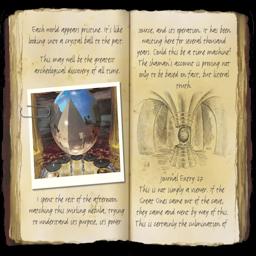 Each world appears pristine. It's like
looking into a crystal ball to the past.
This may well be the greatest
archeological discovery of all time.
I spent the rest of the afternoon
watching this swirling nebula, trying
to understand its purpose, its power
source, and its operation. It has been
waiting here for several thousand
years. Could this be a time machine?
The shaman's account is proving not
only to be based on fact, but literal
truth.
Journal Entry 27
This is not simply a viewer. If the
Great Ones came out of the cave,
they came and went by way of this.
This is certainly the culmination of